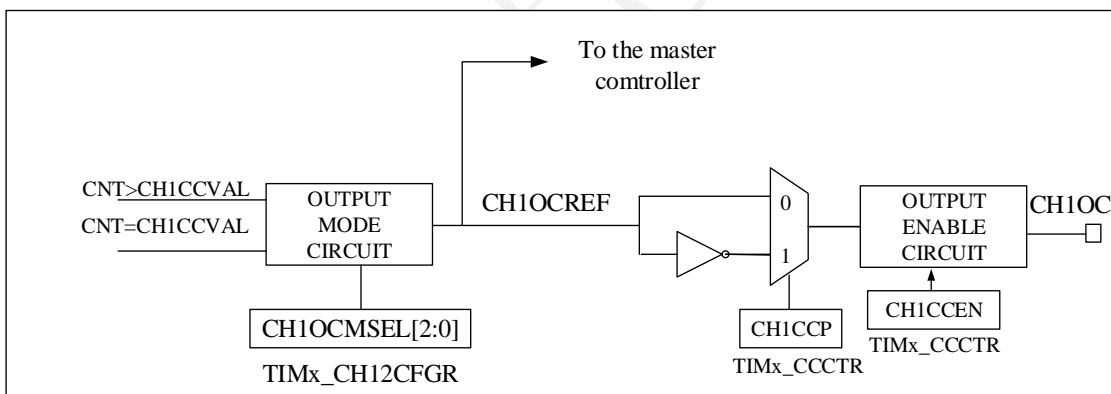 To the master
comtroller
CNT>CH1CCVAL
CNT=CH1CCVAL
OUTPUT
MODE
CIRCUIT
CH1OCREF
0
1
OUTPUT
ENABLE
CIRCUIT
CH1OC
CH1OCMSEL[2:0]
TIMx_CH12CFGR
CH1CCP
TIMx_CCCTR
CH1CCEN
TIMx_CCCTR